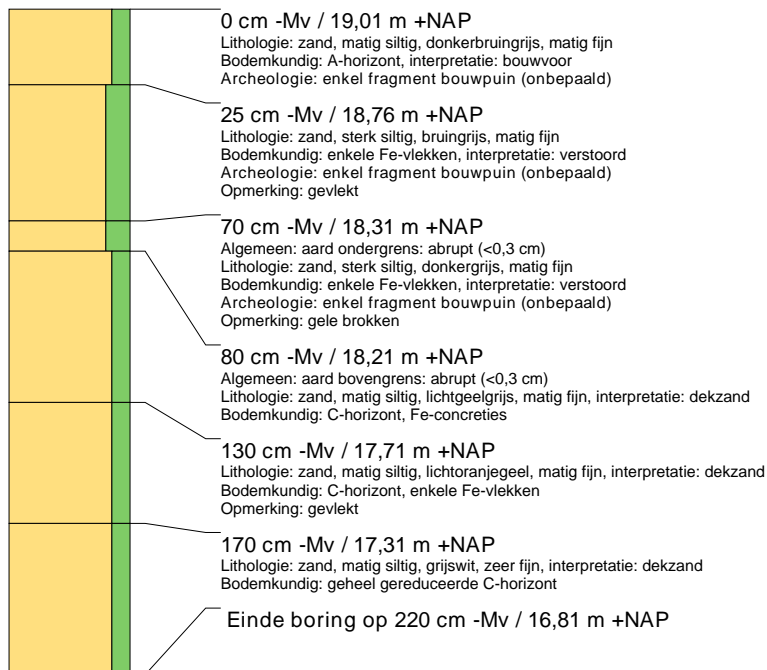 0 cm -Mv / 19,01 m +NAP
Lithologie: zand, matig siltig, donkerbruingrijs, matig fijn
Bodemkundig: A-horizont, interpretatie: bouwvoor
Archeologie: enkel fragment bouwpuin (onbepaald)
25 cm -Mv / 18,76 m +NAP
Lithologie: zand, sterk siltig, bruingrijs, matig fijn
Bodemkundig: enkele Fe-vlekken, interpretatie: verstoord
Archeologie: enkel fragment bouwpuin (onbepaald)
Opmerking: gevlekt
70 cm -Mv / 18,31 m +NAP
Algemeen: aard ondergrens: abrupt (<0,3 cm)
Lithologie: zand, sterk siltig, donkergrijs, matig fijn
Bodemkundig: enkele Fe-vlekken, interpretatie: verstoord
Archeologie: enkel fragment bouwpuin (onbepaald)
Opmerking: gele brokken
80 cm -Mv / 18,21 m +NAP
Algemeen: aard bovengrens: abrupt (<0,3 cm)
Lithologie: zand, matig siltig, lichtgeelgrijs, matig fijn, interpretatie: dekzand
Bodemkundig: C-horizont, Fe-concreties
130 cm -Mv / 17,71 m +NAP
Lithologie: zand, matig siltig, lichtoranjegeel, matig fijn, interpretatie: dekzand
Bodemkundig: C-horizont, enkele Fe-vlekken
Opmerking: gevlekt
170 cm -Mv / 17,31 m +NAP
Lithologie: zand, matig siltig, grijswit, zeer fijn, interpretatie: dekzand
Bodemkundig: geheel gereduceerde C-horizont
Einde boring op 220 cm -Mv / 16,81 m +NAP